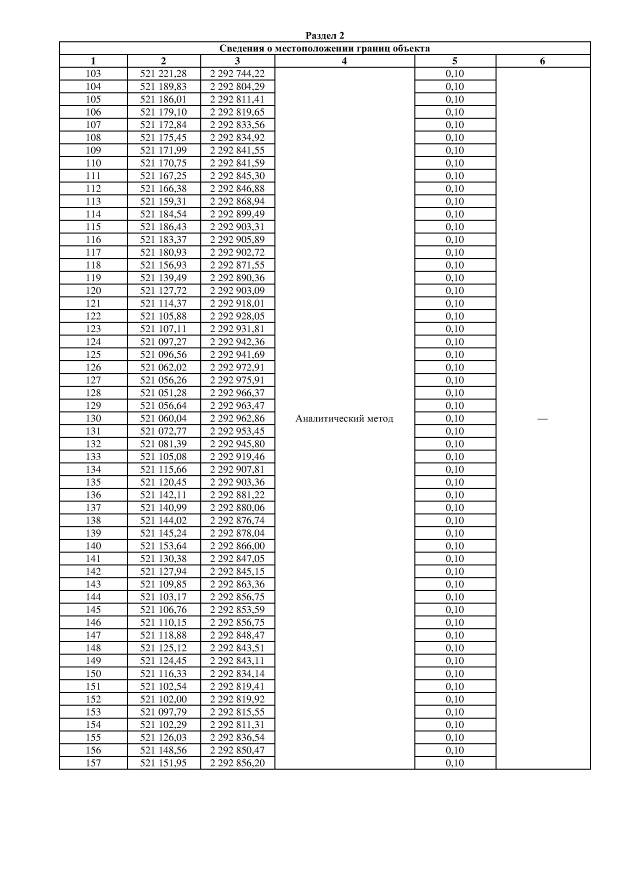 Раздел 2
Сведения о местоположении границ объекта
1 2 3 4 5 6
103 521 221,28 2 292 744,22 0,10
104 521 189,83 2 292 804,29 0,10
105 521 186,01 2 292 811,41 0,10
106 521 179,10 2 292 819,65 0,10
107 521 172,84 2 292 833,56 0,10
108 521 175,45 2 292 834,92 0,10
109 521 171,99 2 292 841,55 0,10
110 521 170,75 2 292 841,59 0,10
111 521 167,25 2 292 845,30 0,10
112 521 166,38 2 292 846,88 0,10
113 521 159,31 2 292 868,94 0,10
114 521 184,54 2 292 899,49 0,10
115 521 186,43 2 292 903,31 0,10
116 521 183,37 2 292 905,89 0,10
117 521 180,93 2 292 902,72 0,10
118 521 156,93 2 292 871,55 0,10
119 521 139,49 2 292 890,36 0,10
120 521 127,72 2 292 903,09 0,10
121 521 114,37 2 292 918,01 0,10
122 521 105,88 2 292 928,05 0,10
123 521 107,11 2 292 931,81 0,10
124 521 097,27 2 292 942,36 0,10
125 521 096,56 2 292 941,69 0,10
126 521 062,02 2 292 972,91 0,10
127 521 056,26 2 292 975,91 0,10
128 521 051,28 2 292 966,37 0,10
129 521 056,64 2 292 963,47 0,10
130 521 060,04 2 292 962,86 Аналитический метод 0,10 —
131 521 072,77 2 292 953,45 0,10
132 521 081,39 2 292 945,80 0,10
133 521 105,08 2 292 919,46 0,10
134 521 115,66 2 292 907,81 0,10
135 521 120,45 2 292 903,36 0,10
136 521 142,11 2 292 881,22 0,10
137 521 140,99 2 292 880,06 0,10
138 521 144,02 2 292 876,74 0,10
139 521 145,24 2 292 878,04 0,10
140 521 153,64 2 292 866,00 0,10
141 521 130,38 2 292 847,05 0,10
142 521 127,94 2 292 845,15 0,10
143 521 109,85 2 292 863,36 0,10
144 521 103,17 2 292 856,75 0,10
145 521 106,76 2 292 853,59 0,10
146 521 110,15 2 292 856,75 0,10
147 521 118,88 2 292 848,47 0,10
148 521 125,12 2 292 843,51 0,10
149 521 124,45 2 292 843,11 0,10
150 521 116,33 2 292 834,14 0,10
151 521 102,54 2 292 819,41 0,10
152 521 102,00 2 292 819,92 0,10
153 521 097,79 2 292 815,55 0,10
154 521 102,29 2 292 811,31 0,10
155 521 126,03 2 292 836,54 0,10
156 521 148,56 2 292 850,47 0,10
157 521 151,95 2 292 856,20 0,10